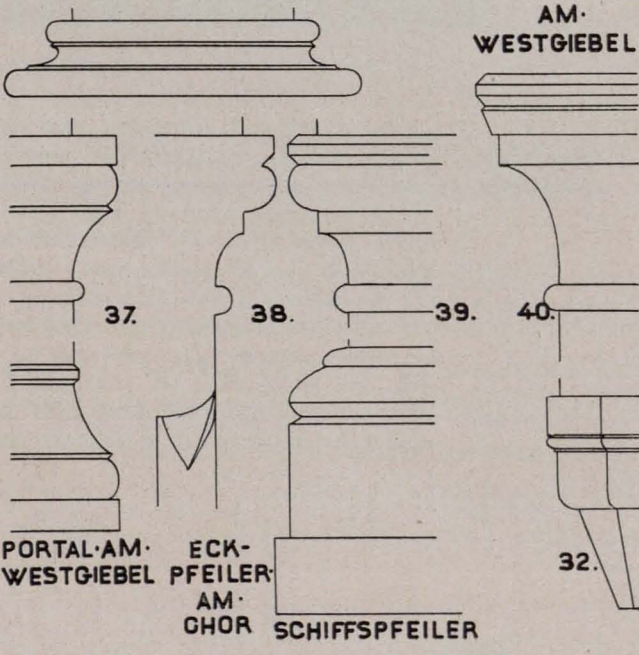 AM·
WESTGIEBEL
37.
38.
39.
40.
32.
PORTAL·AM·
WESTGIEBEL
ECK-
PFEILER·
AM·
CHOR
SCHIFFSPFEILER